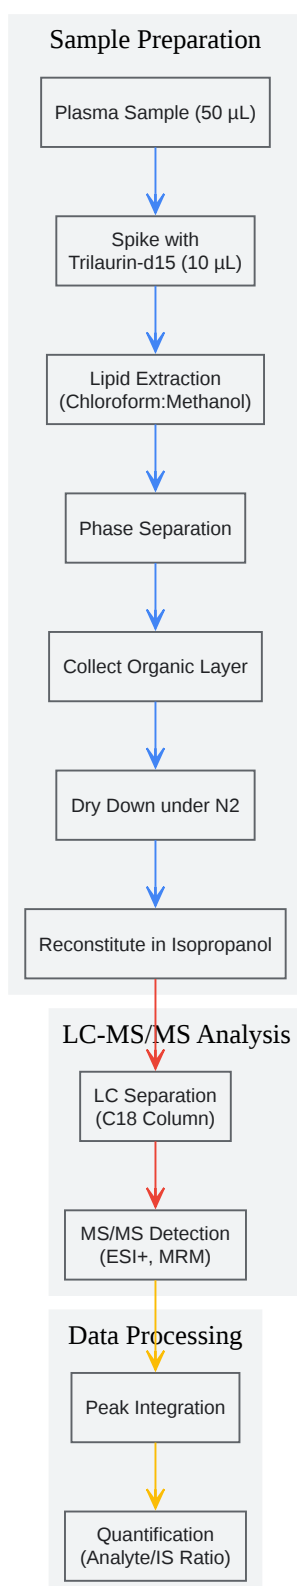 Sample Preparation
Plasma Sample (50 µL)
Spike with
Trilaurin-d15 (10 µL)
Lipid Extraction
(Chloroform:Methanol)
Phase Separation
Collect Organic Layer
Dry Down under N2
Reconstitute in Isopropanol
LC-MS/MS Analysis
LC Separation
(C18 Column)
MS/MS Detection
(ESI+, MRM)
Data Processing
Peak Integration
Quantification
(Analyte/IS Ratio)